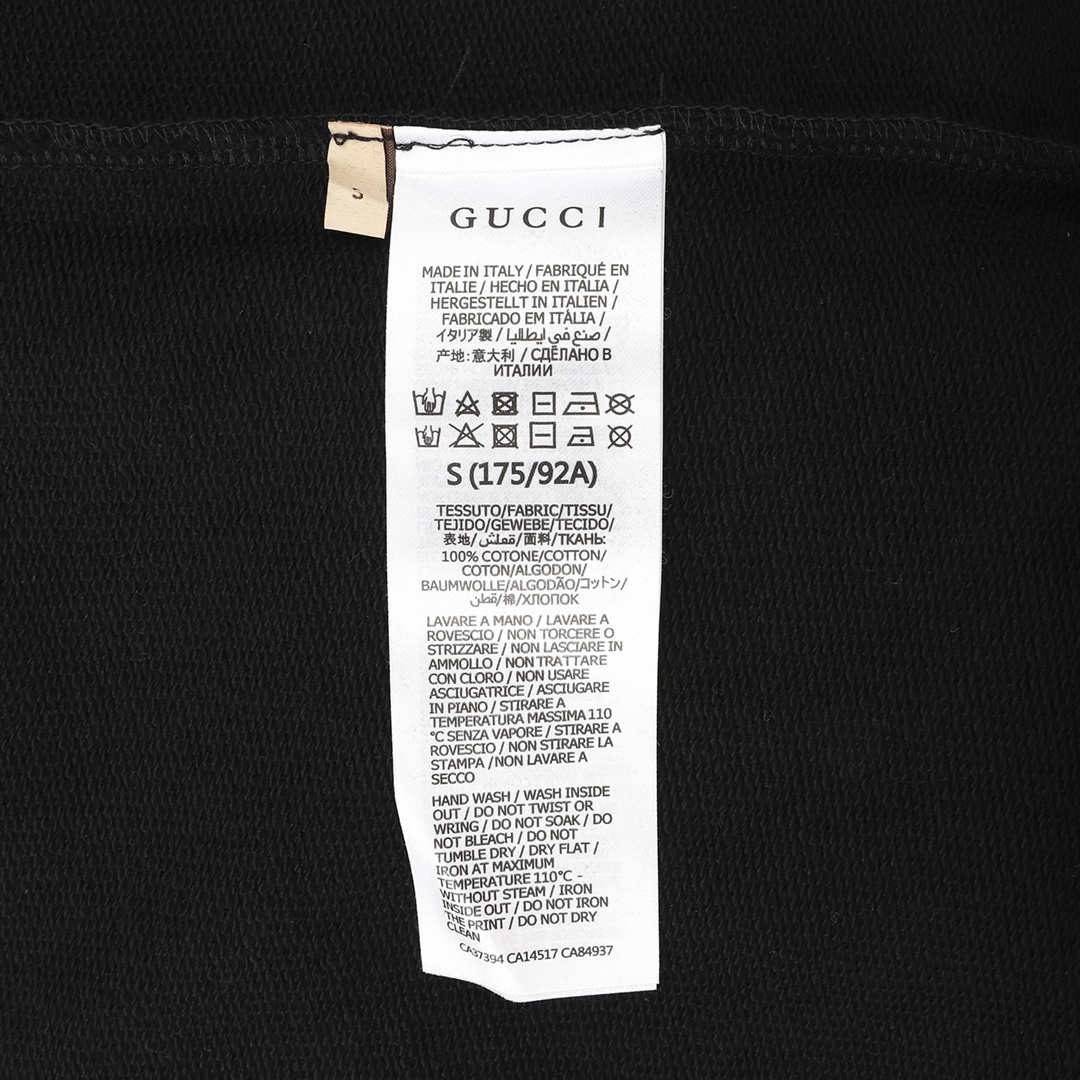 S
GUCCI
MADE IN ITALY / FABRIQUÉ EN
ITALIE / HECHO EN ITALIA /
HERGESTELLT IN ITALIEN /
FABRICADO EM ITÁLIA /
イタリア製 / صنع في ايطاليا /
产地: 意大利 / СДЕЛАНО В
ИТАЛИИ
S (175/92A)
TESSUTO/FABRIC/TISSU/
TEJIDO/GEWEBE/TECIDO/
表地/قماش/面料/ТКАНЬ:
100% COTONE/COTTON/
COTON/ALGODON/
BAUMWOLLE/ALGODÃO/コットン/
قطن/棉/ХЛОПОК
LAVARE A MANO / LAVARE A
ROVESCIO / NON TORCERE O
STRIZZARE / NON LASCIARE IN
AMMOLLO / NON TRATTARE
CON CLORO / NON USARE
ASCIUGATRICE / ASCIUGARE
IN PIANO / STIRARE A
TEMPERATURA MASSIMA 110
°C SENZA VAPORE / STIRARE A
ROVESCIO / NON STIRARE LA
STAMPA / NON LAVARE A
SECCO
HAND WASH / WASH INSIDE
OUT / DO NOT TWIST OR
WRING / DO NOT SOAK / DO
NOT BLEACH / DO NOT
TUMBLE DRY / DRY FLAT /
IRON AT MAXIMUM
TEMPERATURE 110°C -
WITHOUT STEAM / IRON
INSIDE OUT / DO NOT IRON
THE PRINT / DO NOT DRY
CLEAN
CA37394 CA14517 CA84937